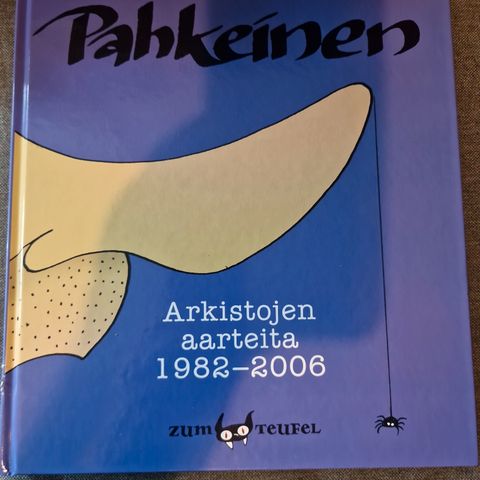 Pahkeinen
Arkistojen
aarteita
1982–2006
ZUM TEUFEL